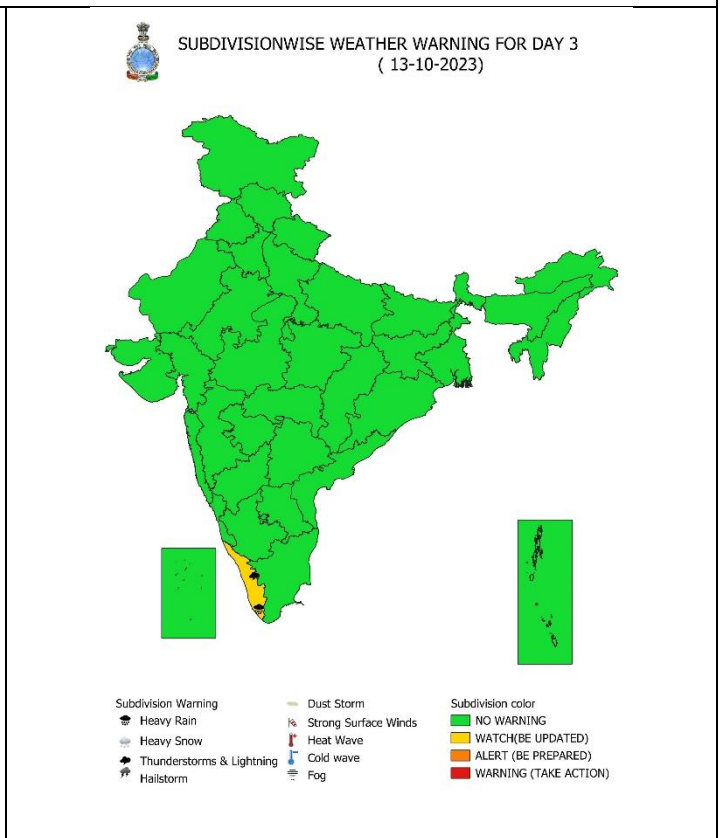 SUBDIVISIONWISE WEATHER WARNING FOR DAY 3
( 13-10-2023)
Subdivision Warning
Heavy Rain
Heavy Snow
Thunderstorms & Lightning
Hailstorm
Dust Storm
Strong Surface Winds
Heat Wave
Cold wave
Fog
Subdivision color
NO WARNING
WATCH(BE UPDATED)
ALERT (BE PREPARED)
WARNING (TAKE ACTION)